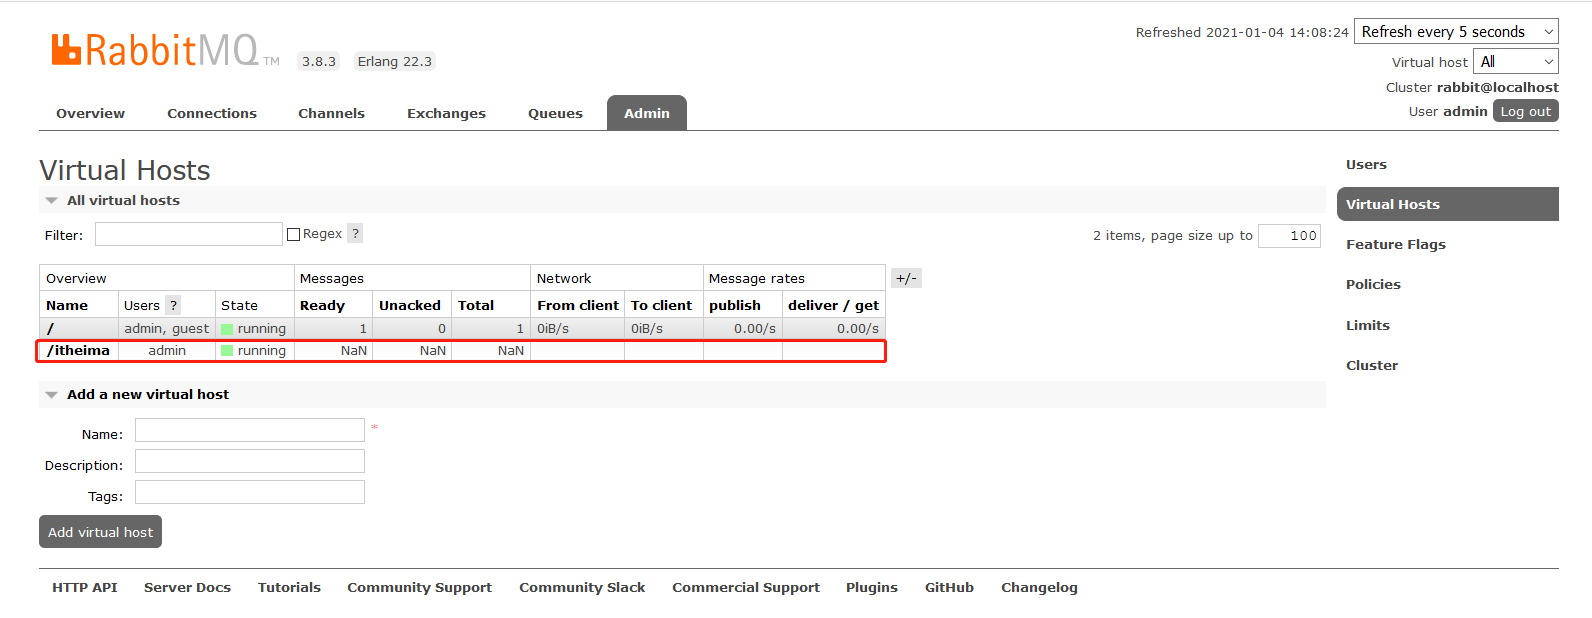 RabbitMQ TM 3.8.3 Erlang 22.3
Refreshed 2021-01-04 14:08:24 Refresh every 5 seconds
Virtual host All
Cluster rabbit@localhost
User admin Log out
Overview Connections Channels Exchanges Queues Admin
Virtual Hosts
All virtual hosts
Filter: Regex ?
2 items, page size up to 100
Overview Messages Network Message rates +/-
Name Users ? State Ready Unacked Total From client To client publish deliver / get
/ admin, guest running 1 0 1 0iB/s 0iB/s 0.00/s 0.00/s
/itheima admin running NaN NaN NaN
Add a new virtual host
Name: *
Description:
Tags:
Add virtual host
Users
Virtual Hosts
Feature Flags
Policies
Limits
Cluster
HTTP API Server Docs Tutorials Community Support Community Slack Commercial Support Plugins GitHub Changelog